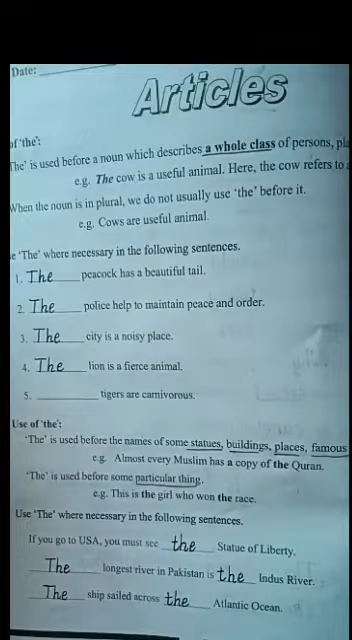 Date:
Articles
of 'the':
The' is used before a noun which describes a whole class of persons,
e.g. The cow is a useful animal. Here, the cow refers to
When the noun is in plural, we do not usually use 'the' before it.
e.g. Cows are useful animal.
'The' where necessary in the following sentences.
1. The peacock has a beautiful tail.
2. The police help to maintain peace and order.
3. The city is a noisy place.
4. The lion is a fierce animal.
5. tigers are carnivorous.
Use of 'the':
'The' is used before the names of some statues, buildings, places, famous
e.g. Almost every Muslim has a copy of the Quran.
'The' is used before some particular thing.
e.g. This is the girl who won the race.
Use 'The' where necessary in the following sentences.
If you go to USA, you must see the Statue of Liberty.
The longest river in Pakistan is the Indus River.
The ship sailed across the Atlantic Ocean.